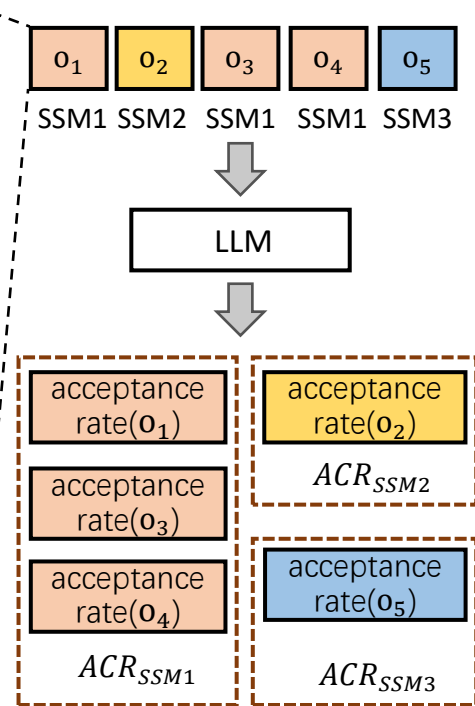 o₁ o₂ o₃ o₄ o₅
SSM1 SSM2 SSM1 SSM1 SSM3
LLM
acceptance
rate(o₁)
acceptance
rate(o₃)
acceptance
rate(o₄)
ACR_SSM1
acceptance
rate(o₂)
ACR_SSM2
acceptance
rate(o₅)
ACR_SSM3